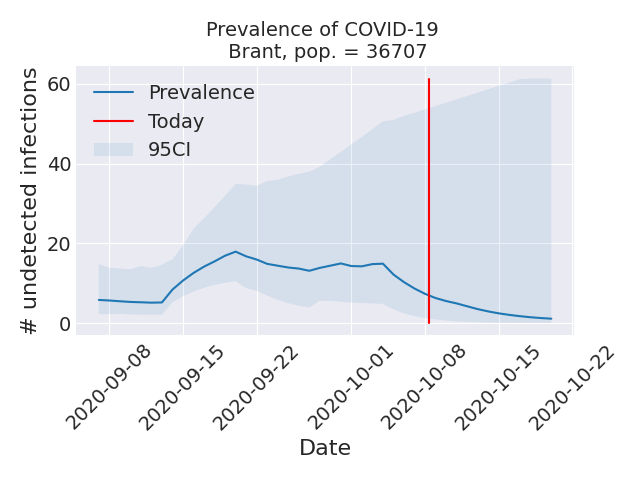 Prevalence of COVID-19
Brant, pop. = 36707
# undetected infections
60
40
20
0
Prevalence
Today
95CI
2020-09-08
2020-09-15
2020-09-22
2020-10-01
2020-10-08
2020-10-15
2020-10-22
Date